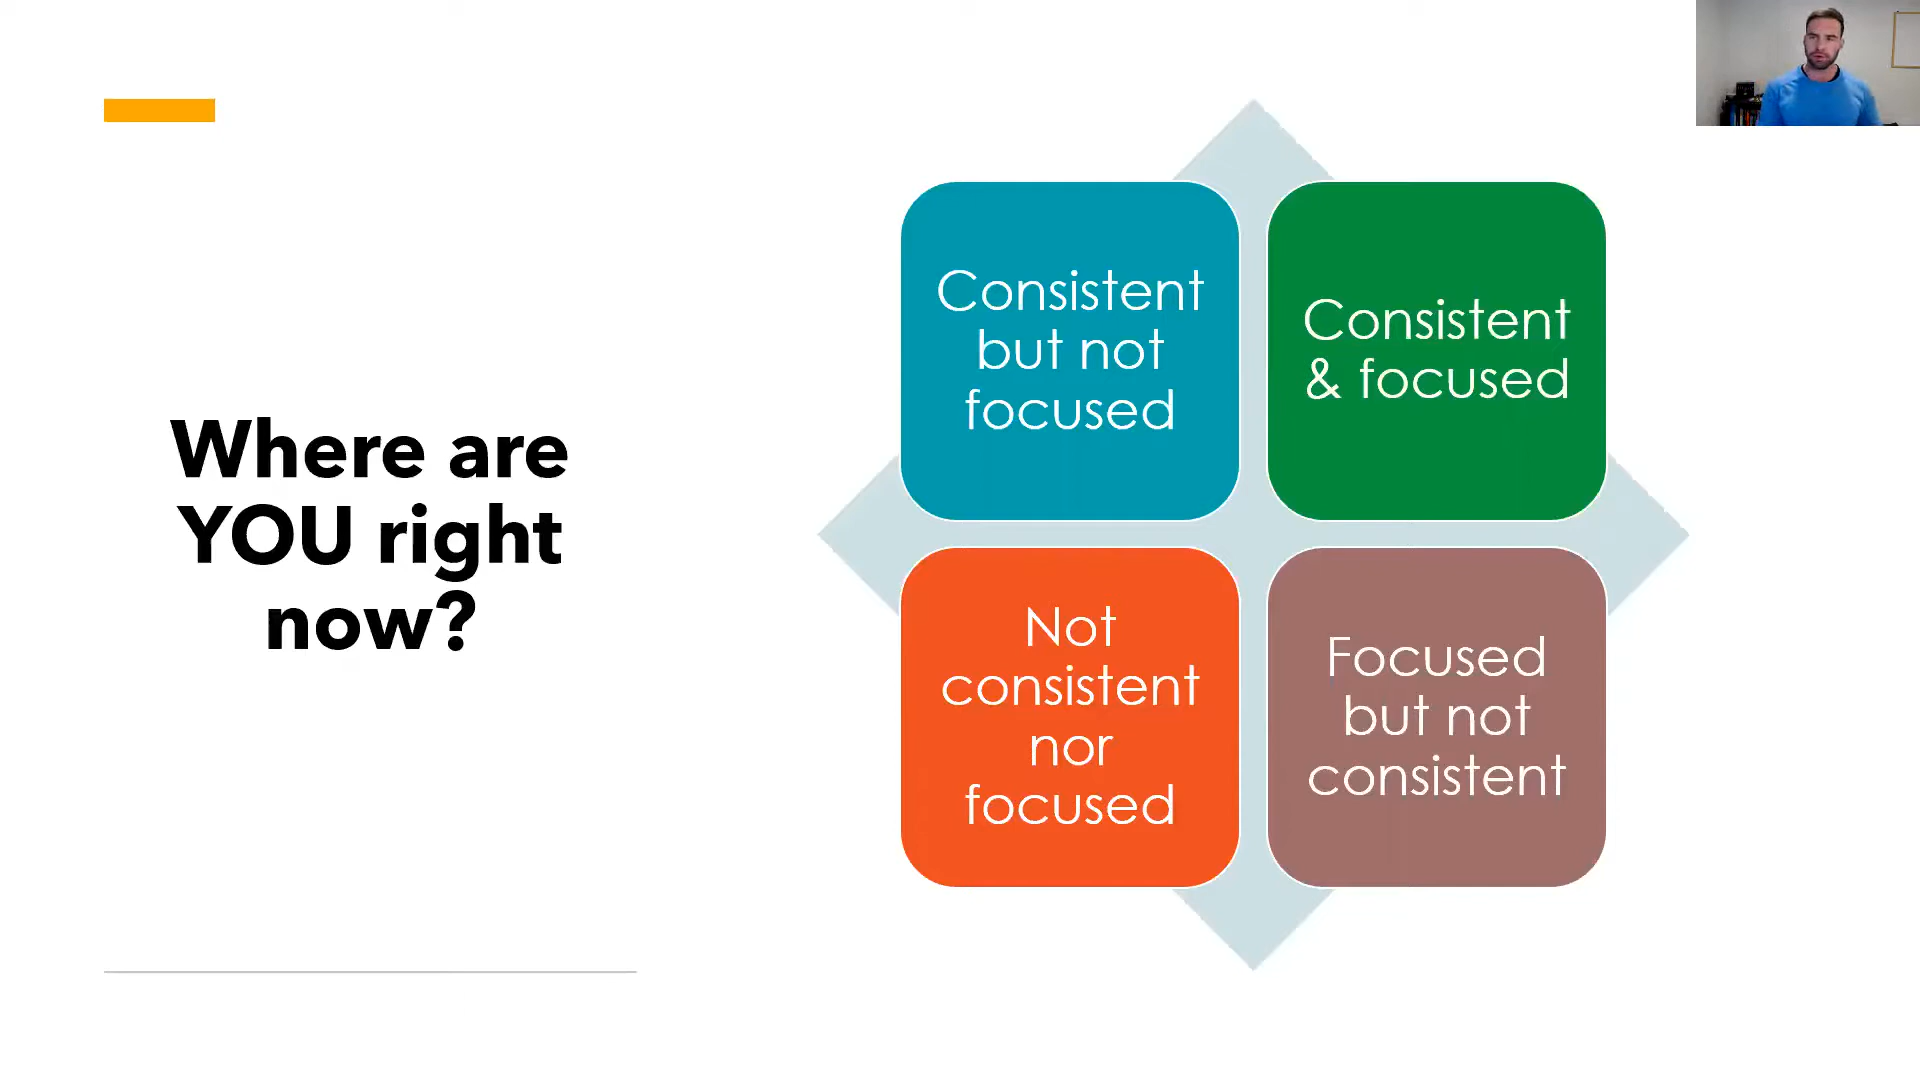 Where are
YOU right
now?
Consistent
but not
focused
Consistent
& focused
Not
consistent
nor
focused
Focused
but not
consistent